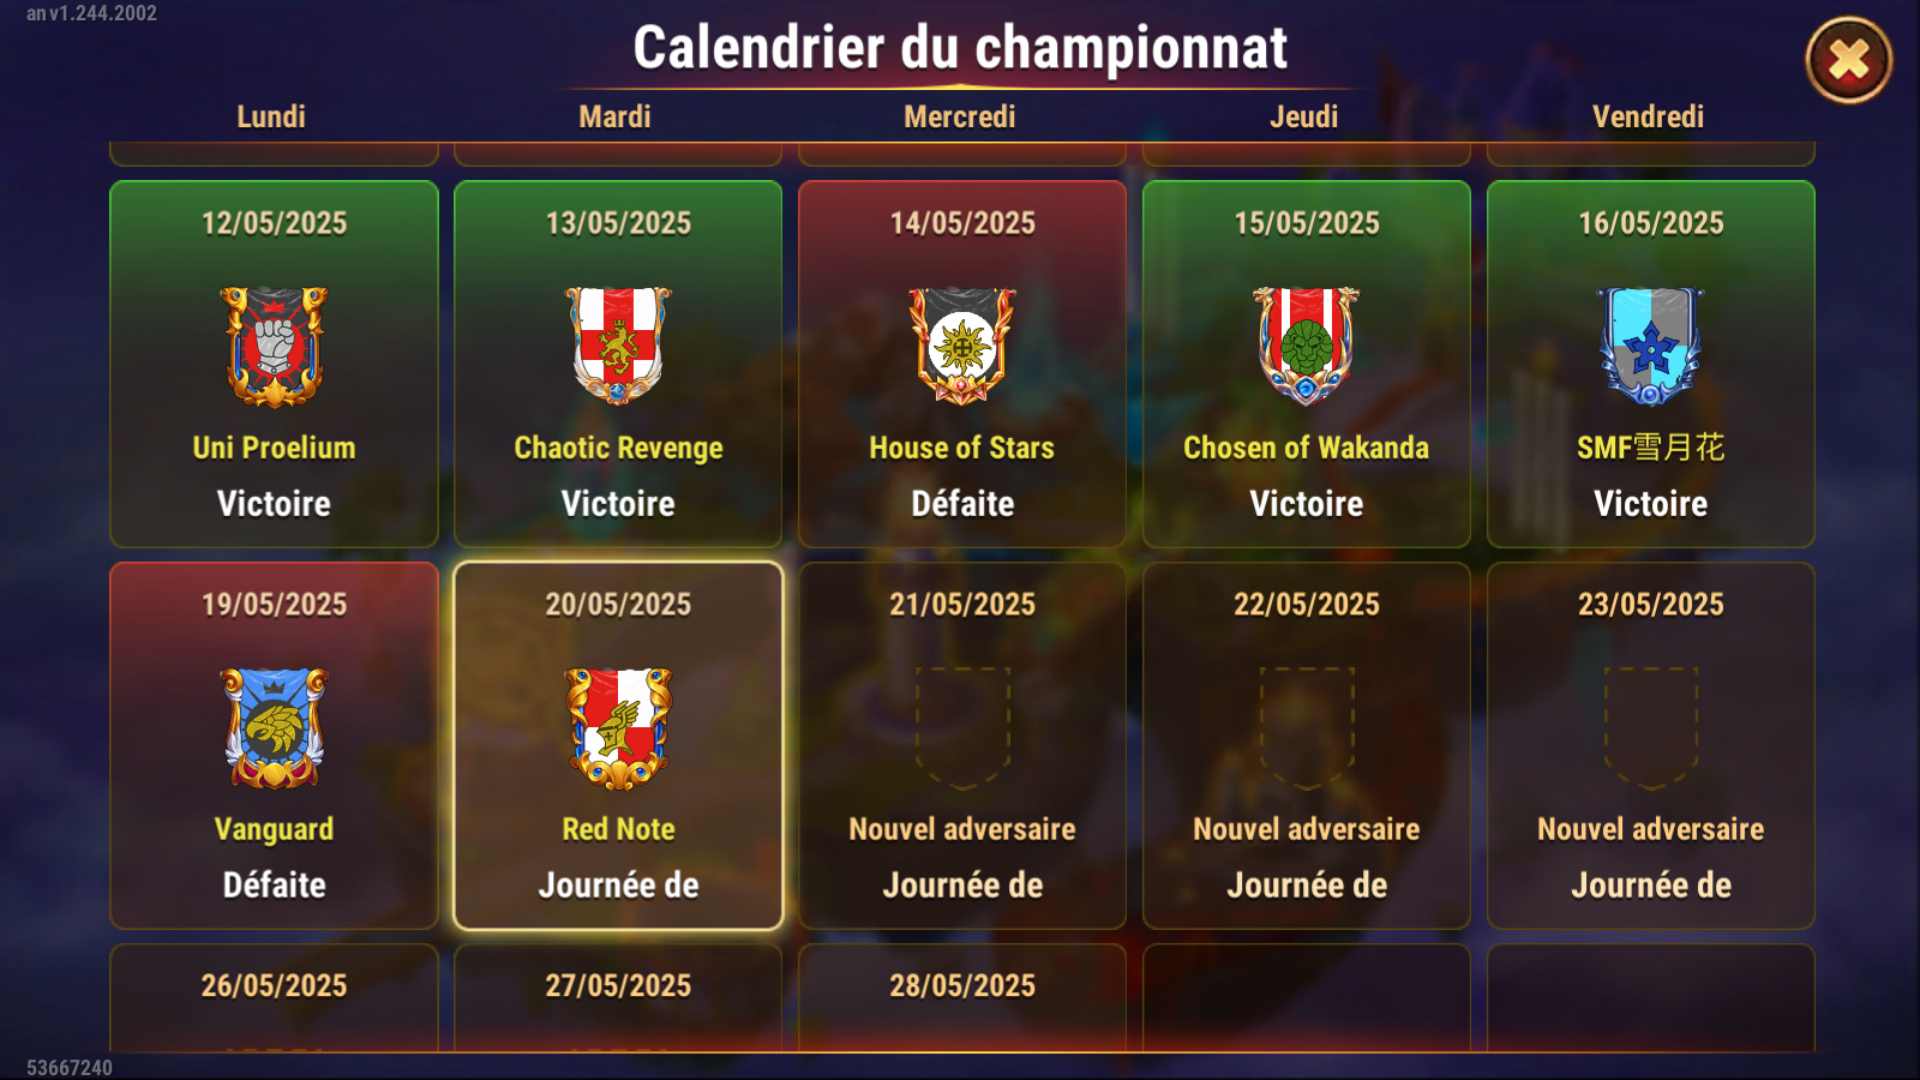 an v1.244.2002
Calendrier du championnat
Lundi Mardi Mercredi Jeudi Vendredi
12/05/2025 13/05/2025 14/05/2025 15/05/2025 16/05/2025
Uni Proelium Chaotic Revenge House of Stars Chosen of Wakanda SMF雪月花
Victoire Victoire Défaite Victoire Victoire
19/05/2025 20/05/2025 21/05/2025 22/05/2025 23/05/2025
Vanguard Red Note Nouvel adversaire Nouvel adversaire Nouvel adversaire
Défaite Journée de Journée de Journée de Journée de
26/05/2025 27/05/2025 28/05/2025
53667240